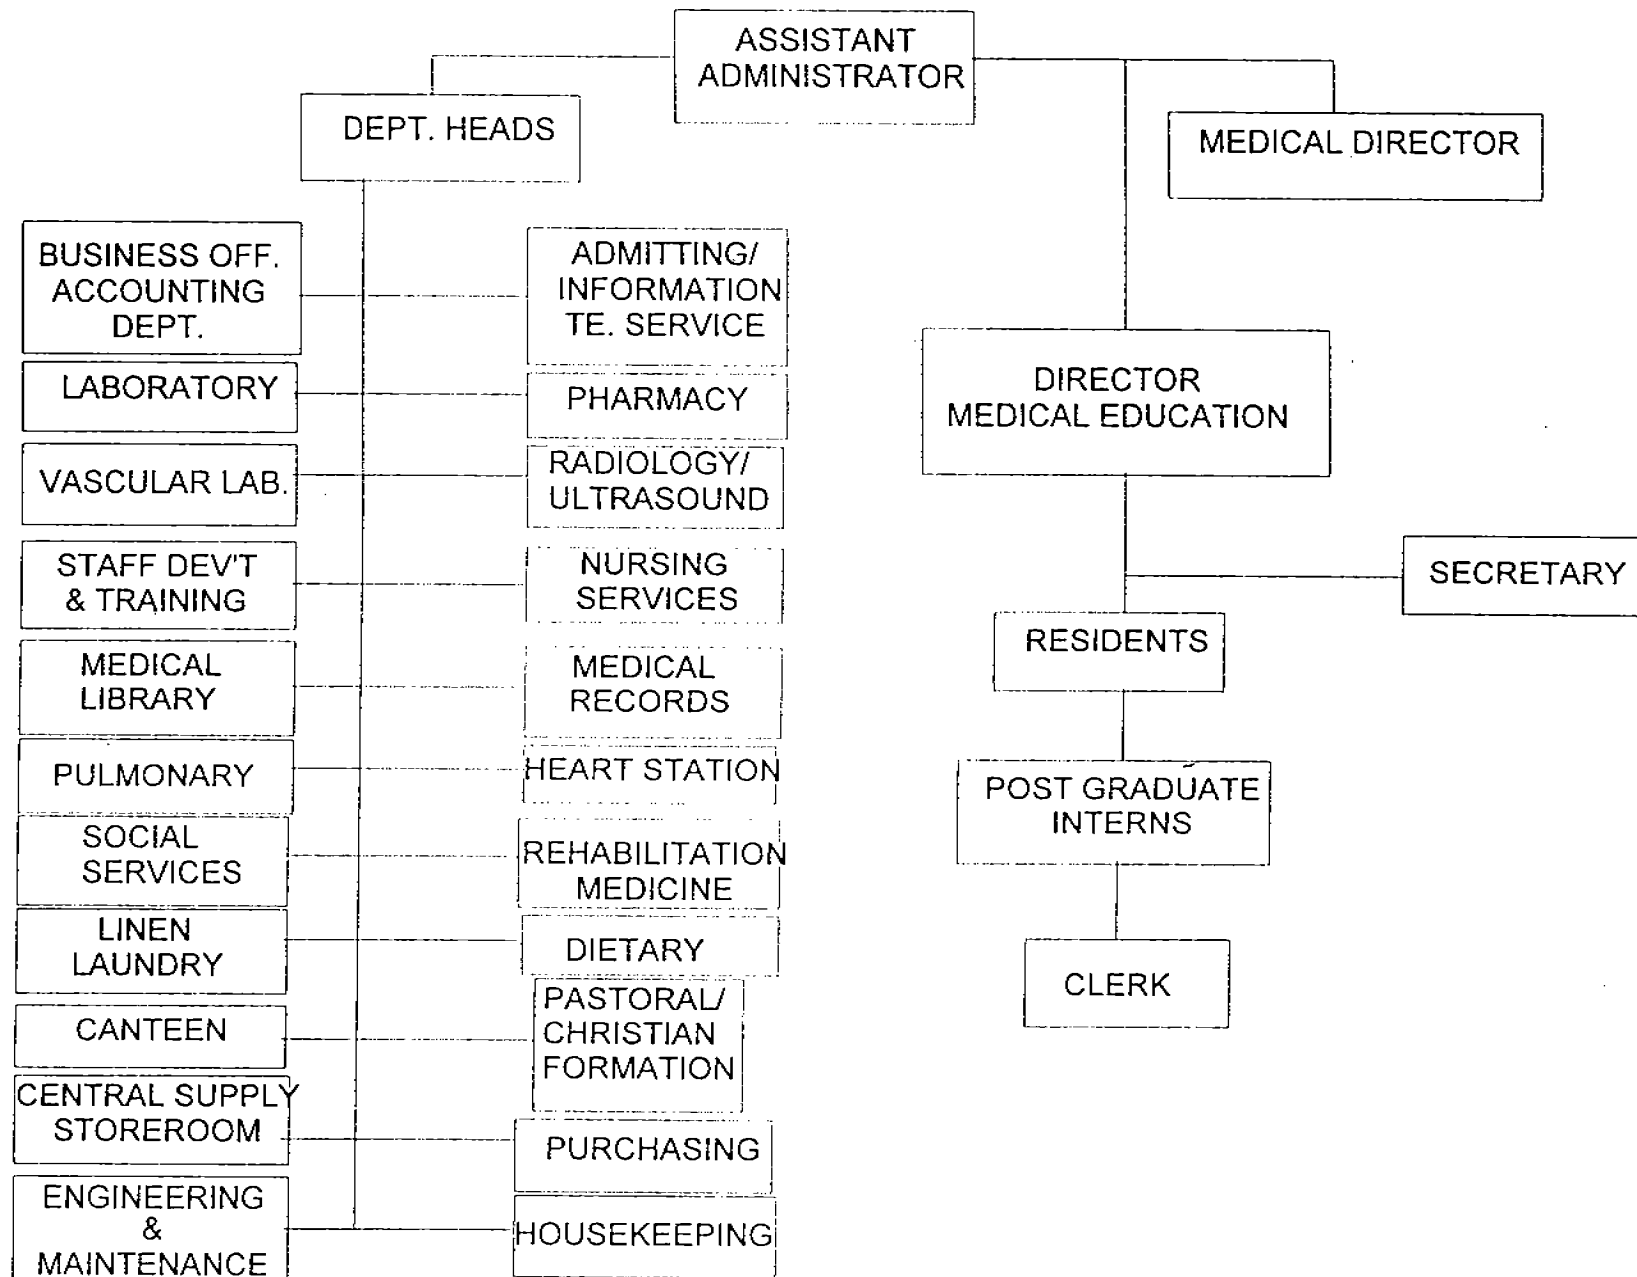 ASSISTANT
ADMINISTRATOR
DEPT. HEADS
MEDICAL DIRECTOR
BUSINESS OFF.
ACCOUNTING
DEPT.
ADMITTING/
INFORMATION
TE. SERVICE
LABORATORY
PHARMACY
VASCULAR LAB.
RADIOLOGY/
ULTRASOUND
STAFF DEV'T
& TRAINING
NURSING
SERVICES
MEDICAL
LIBRARY
MEDICAL
RECORDS
PULMONARY
HEART STATION
SOCIAL
SERVICES
REHABILITATION
MEDICINE
LINEN
LAUNDRY
DIETARY
CANTEEN
PASTORAL/
CHRISTIAN
FORMATION
CENTRAL SUPPLY
STOREROOM
PURCHASING
ENGINEERING
&
MAINTENANCE
HOUSEKEEPING
DIRECTOR
MEDICAL EDUCATION
SECRETARY
RESIDENTS
POST GRADUATE
INTERNS
CLERK